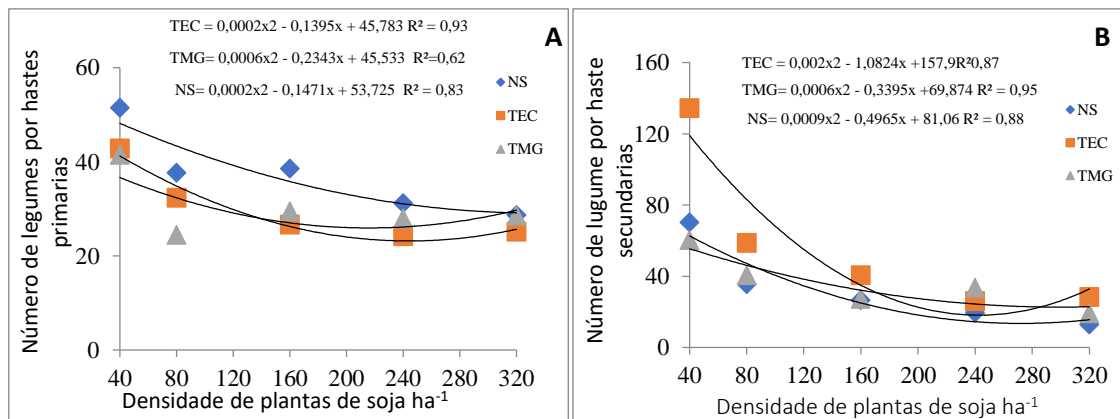 TEC = 0,0002x2 - 0,1395x + 45,783 R² = 0,93
A
TMG= 0,0006x2 - 0,2343x + 45,533 R² =0,62
NS= 0,0002x2 - 0,1471x + 53,725 R² = 0,83
NS
TEC
TMG
Número de legumes por hastes
primarias
60
40
20
0
40 80 120 160 200 240 280 320
Densidade de plantas de soja ha-1
B
TEC = 0,002x2 - 1,0824x +157,9R²0,87
TMG= 0,0006x2 - 0,3395x +69,874 R² = 0,95
NS= 0,0009x2 - 0,4965x + 81,06 R² = 0,88
NS
TEC
TMG
Número de lugume por haste
secundarias
160
120
80
40
0
40 80 120 160 200 240 280 320
Densidade de plantas de soja ha-1